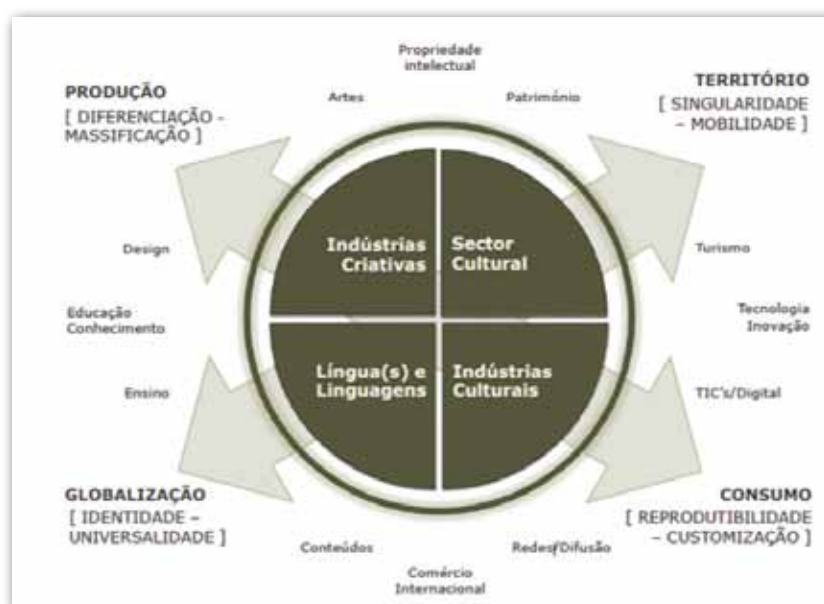 Propriedade
intelectual
PRODUÇÃO
[ DIFERENCIAÇÃO -
MASSIFICAÇÃO ]
Artes
Património
TERRITÓRIO
[ SINGULARIDADE
– MOBILIDADE ]
Indústrias
Criativas
Sector
Cultural
Design
Turismo
Educação
Conhecimento
Tecnologia
Inovação
Língua(s) e
Linguagens
Indústrias
Culturais
Ensino
TIC's/Digital
GLOBALIZAÇÃO
[ IDENTIDADE –
UNIVERSALIDADE ]
CONSUMO
[ REPRODUTIBILIDADE
– CUSTOMIZAÇÃO ]
Conteúdos
Redes/Difusão
Comércio
Internacional